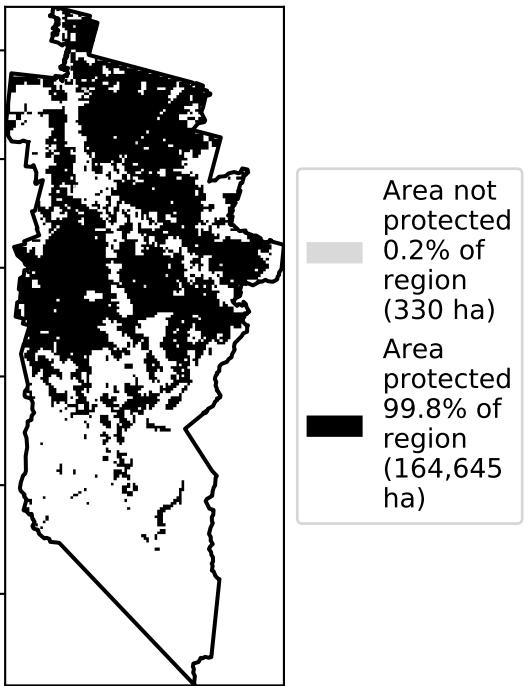 Area not
protected
0.2% of
region
(330 ha)
Area
protected
99.8% of
region
(164,645
ha)